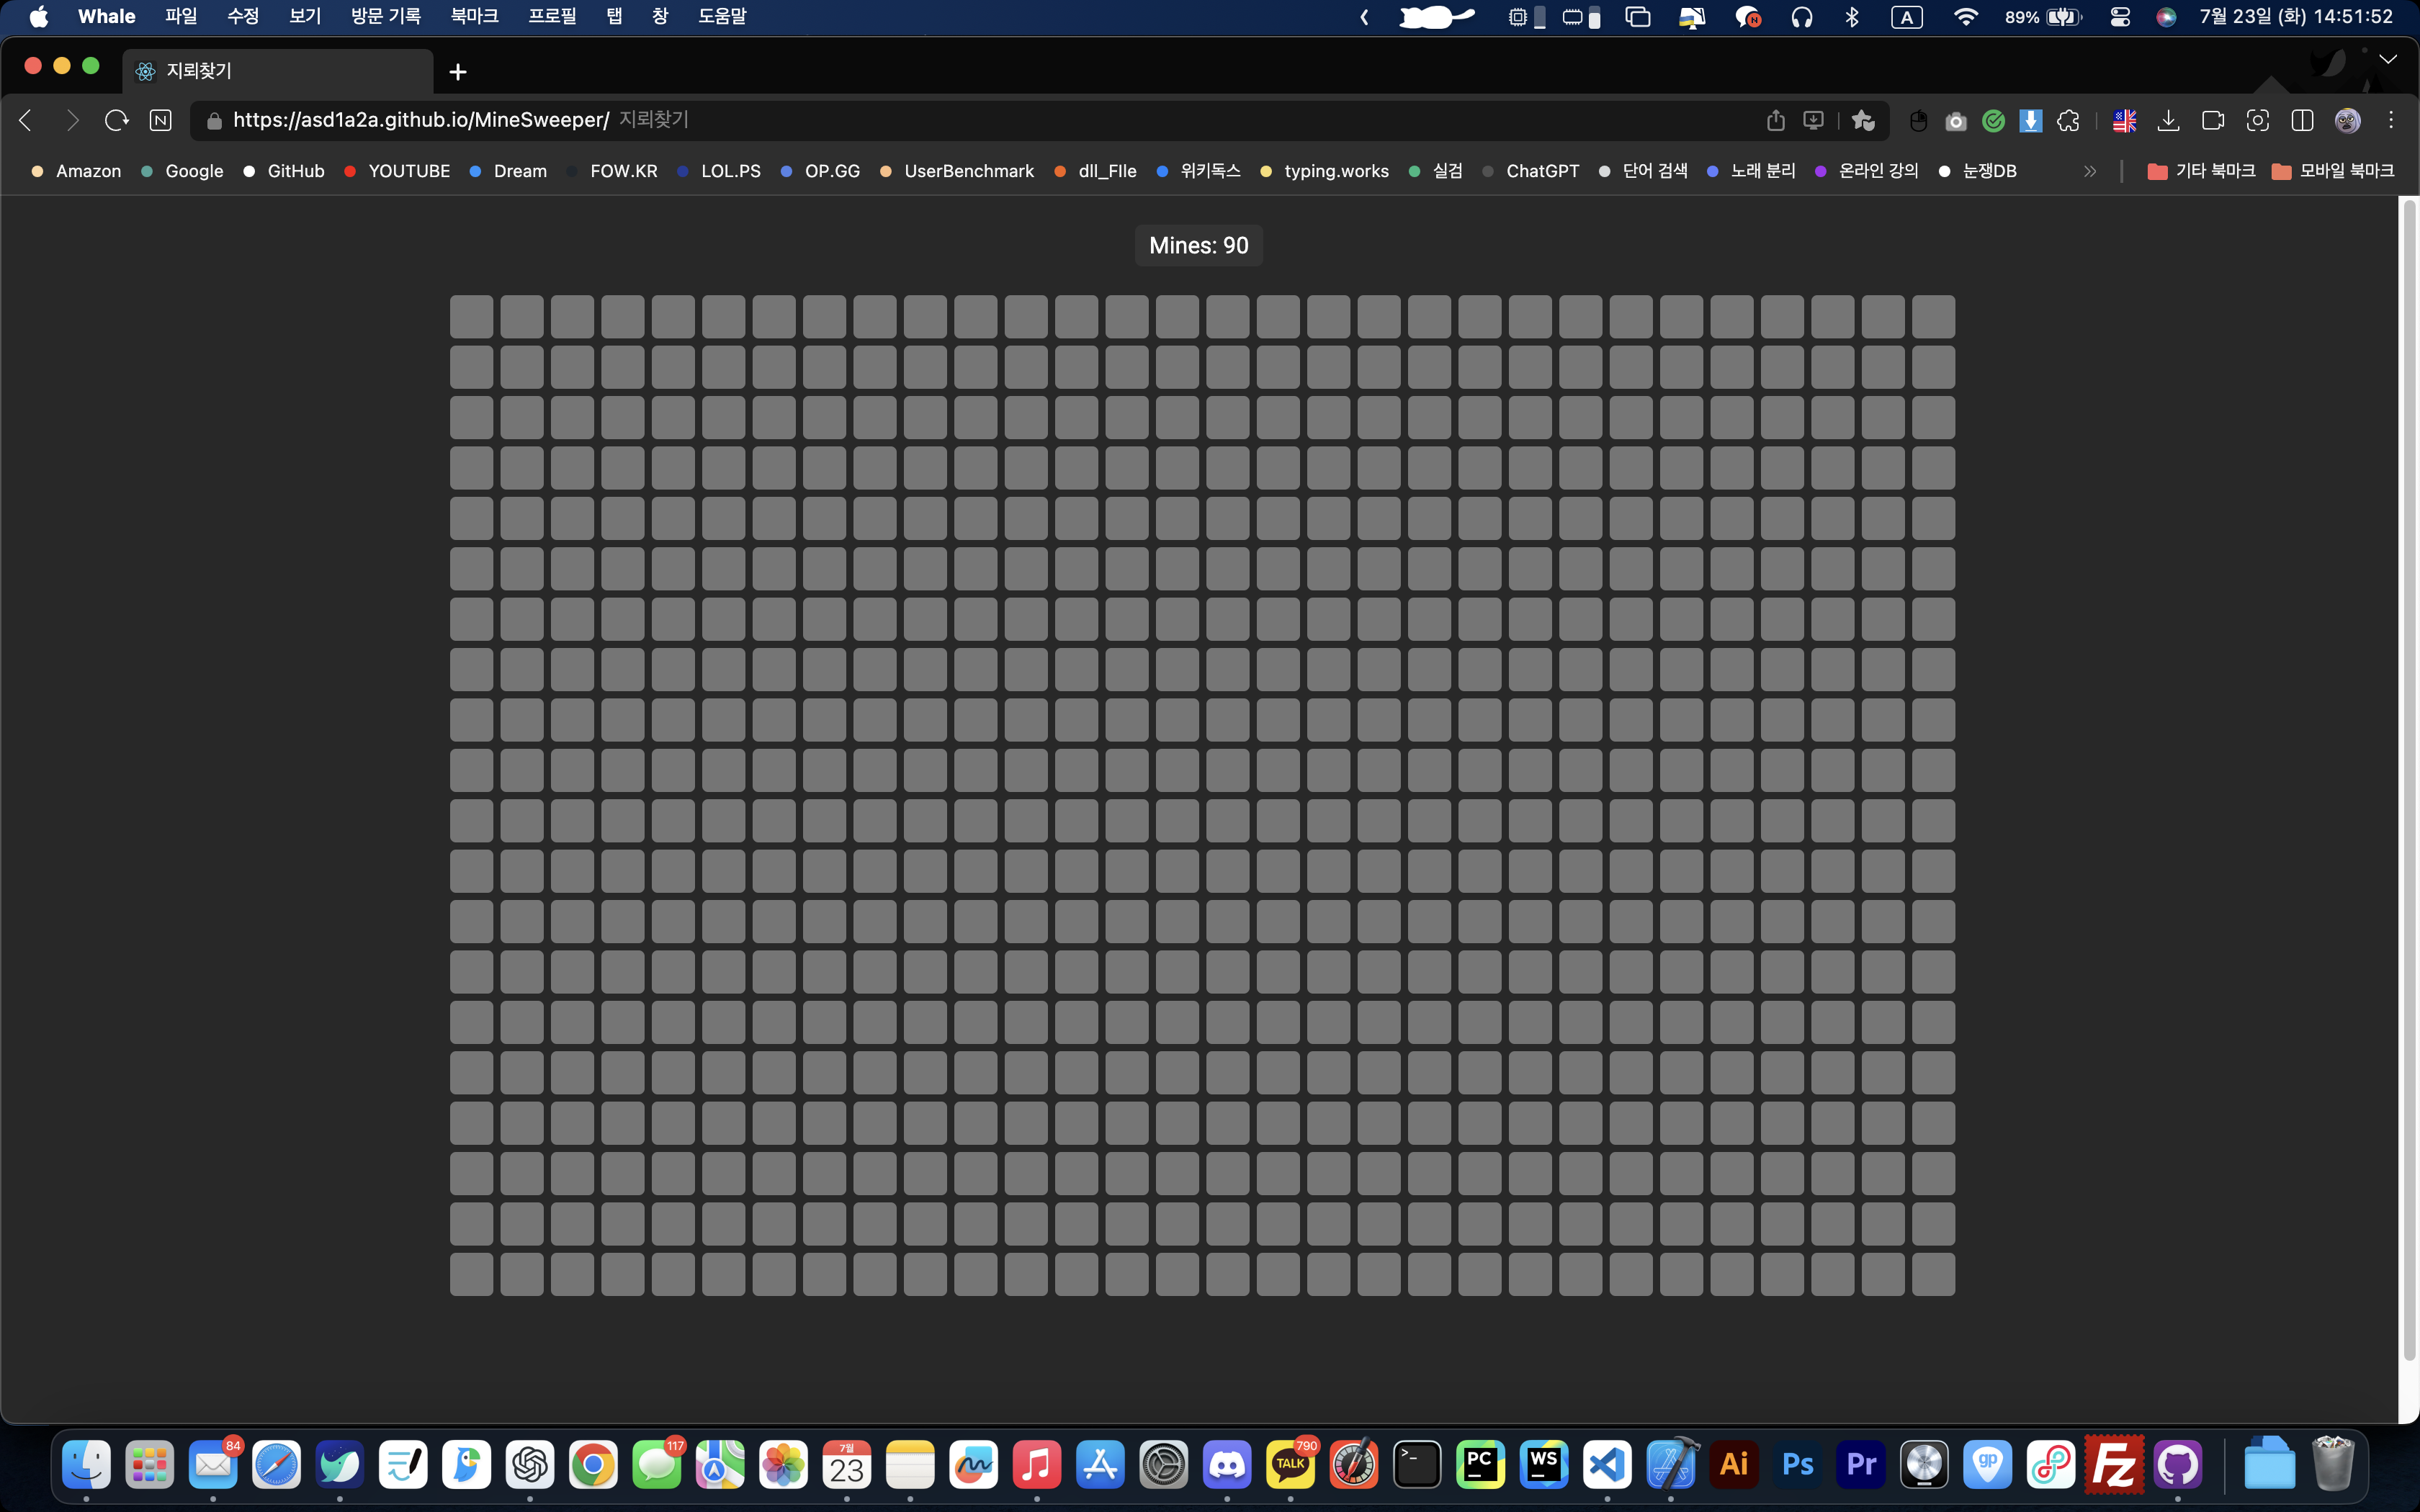 Whale 파일 수정 보기 방문 기록 북마크 프로필 탭 창 도움말 A 89% 7월 23일 (화) 14:51:52
지뢰찾기
N https://asd1a2a.github.io/MineSweeper/ 지뢰찾기
Amazon Google GitHub YOUTUBE Dream FOW.KR LOL.PS OP.GG UserBenchmark dll_FIle 위키독스 typing.works 실검 ChatGPT 단어 검색 노래 분리 온라인 강의 눈쟁DB 기타 북마크 모바일 북마크
Mines: 90
84 117 7월 23 790 TALK PC WS Ai Ps Pr gp Fz